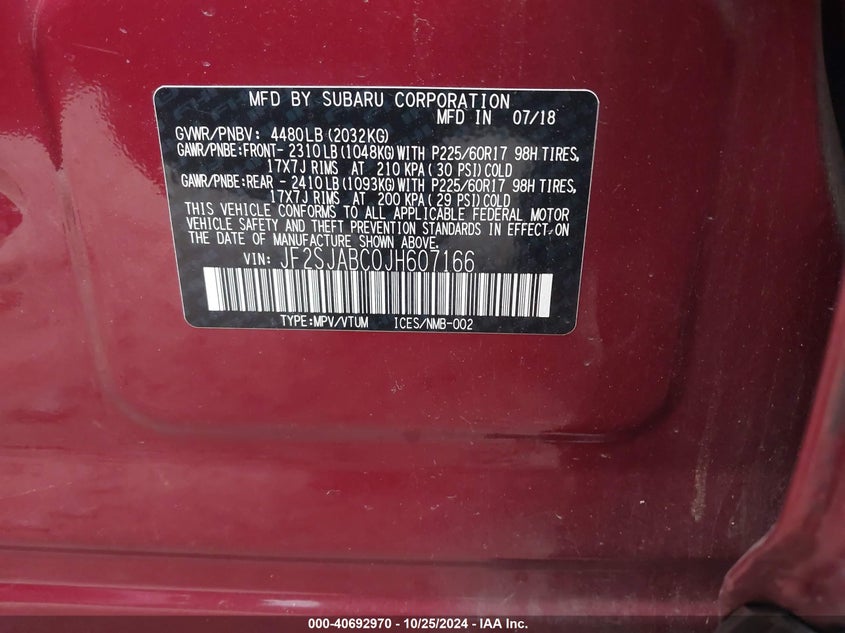 MFD BY SUBARU CORPORATION
MFD IN 07/18
GVWR/PNBV: 4480LB(2032KG)
GAWR/PNBE:FRONT- 2310LB(1048KG)WITH P225/60R17 98H TIRES,
17X7J RIMS AT 210 KPA( 30 PSI)COLD
GAWR/PNBE:REAR - 2410LB(1093KG)WITH P225/60R17 98H TIRES,
17X7J RIMS AT 200 KPA( 29 PSI)COLD
THIS VEHICLE CONFORMS TO ALL APPLICABLE FEDERAL MOTOR
VEHICLE SAFETY AND THEFT PREVENTION STANDARDS IN EFFECT ON
THE DATE OF MANUFACTURE SHOWN ABOVE.
VIN: JF2SJABC0JH607166
TYPE:MPV/VTUM ICES/NMB-002
000-40692970 - 10/25/2024 - IAA Inc.